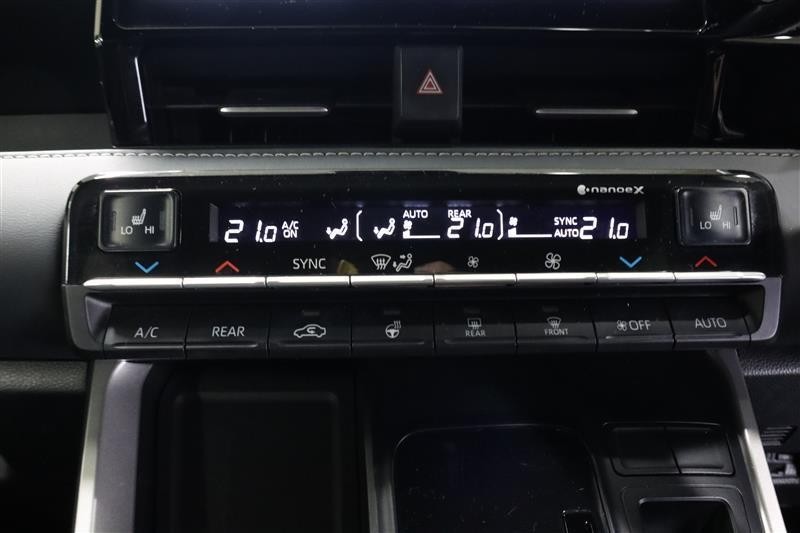 nanoeX
LO HI
21.0 A/C ON
AUTO
REAR 21.0
SYNC AUTO 21.0
LO HI
SYNC
A/C
REAR
REAR
FRONT
OFF
AUTO